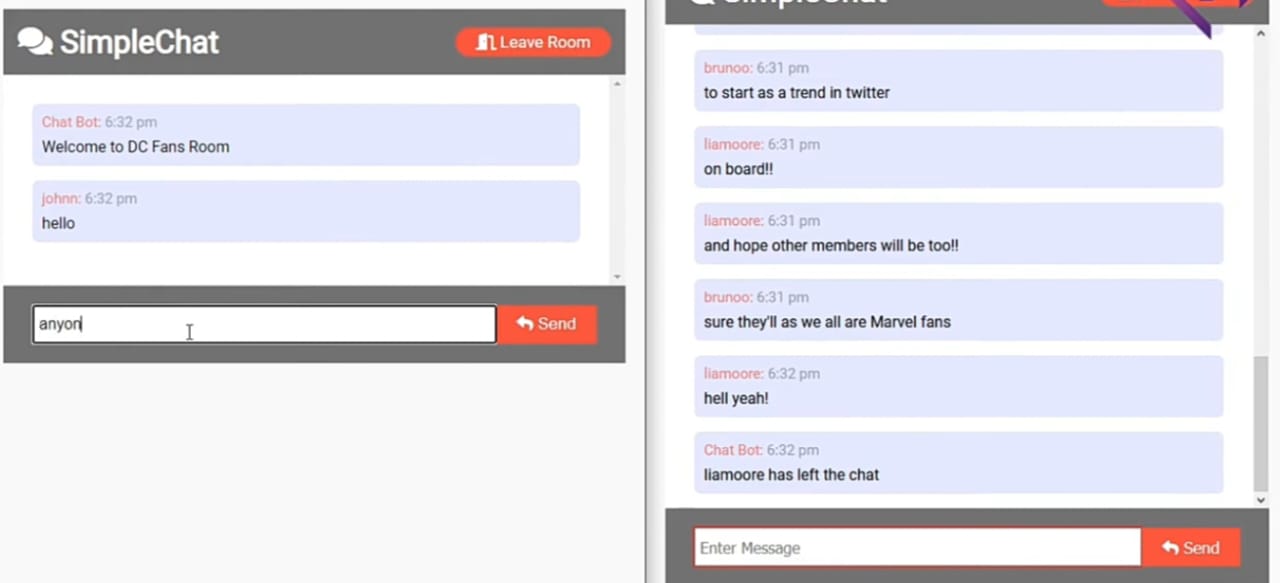 SimpleChat
Leave Room
Chat Bot: 6:32 pm
Welcome to DC Fans Room
johnn: 6:32 pm
hello
anyon
Send
SimpleChat
brunoo: 6:31 pm
to start as a trend in twitter
liamoore: 6:31 pm
on board!!
liamoore: 6:31 pm
and hope other members will be too!!
brunoo: 6:31 pm
sure they'll as we all are Marvel fans
liamoore: 6:32 pm
hell yeah!
Chat Bot: 6:32 pm
liamoore has left the chat
Enter Message
Send